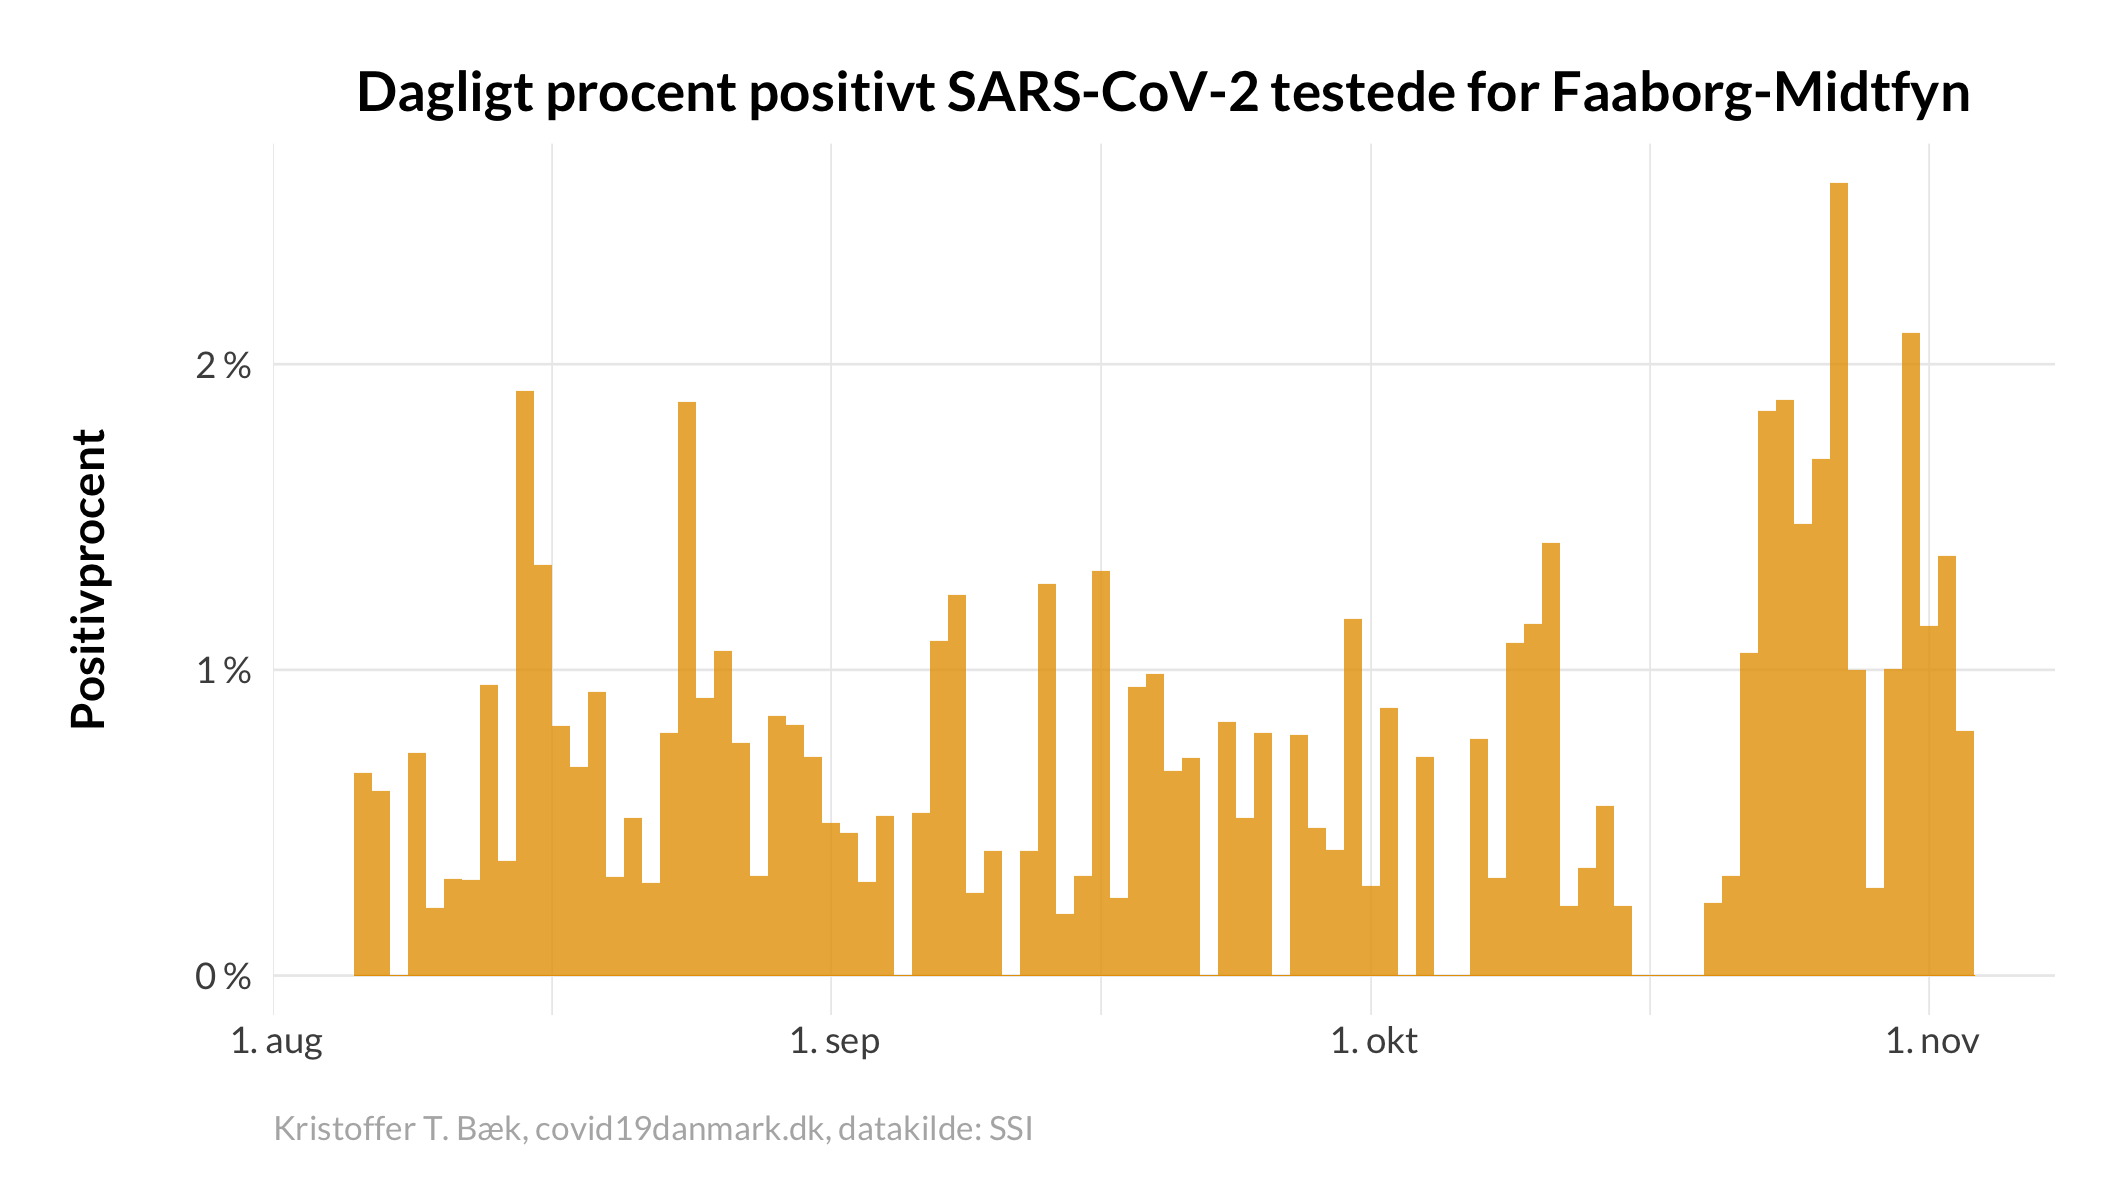 Dagligt procent positivt SARS-CoV-2 testede for Faaborg-Midtfyn
Positivprocent
2 %
1 %
0 %
1. aug
1. sep
1. okt
1. nov
Kristoffer T. Bæk, covid19danmark.dk, datakilde: SSI